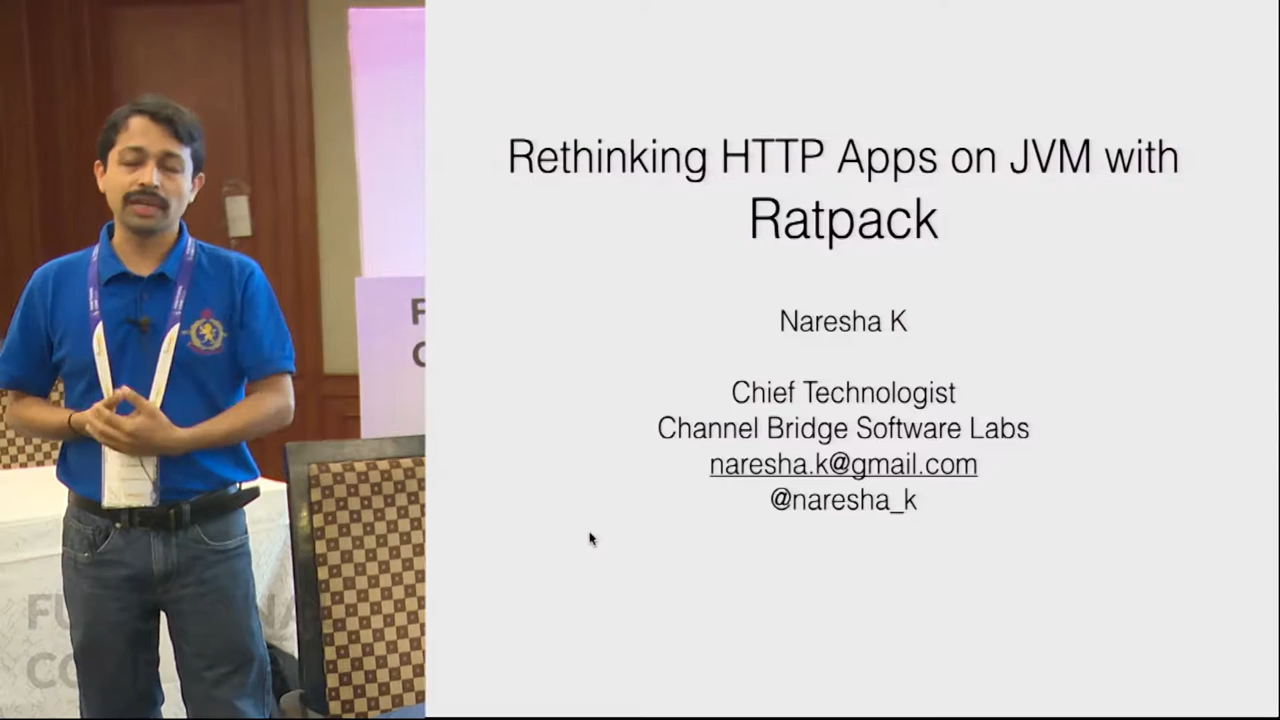 Rethinking HTTP Apps on JVM with
Ratpack
Naresha K
Chief Technologist
Channel Bridge Software Labs
naresha.k@gmail.com
@naresha_k